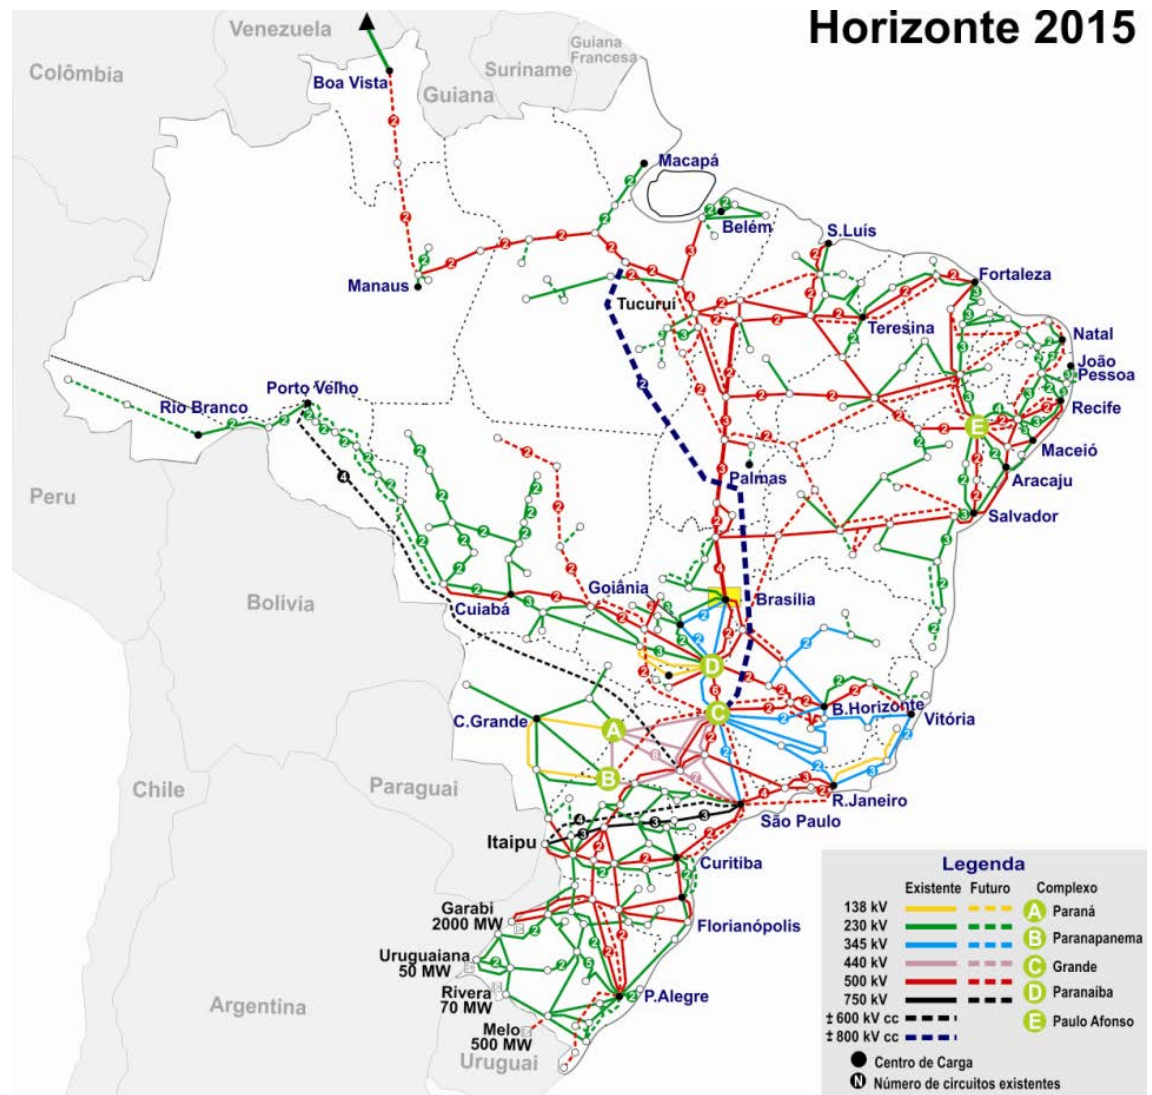 Horizonte 2015
Venezuela
Guiana
Francesa
Suriname
Colômbia
Boa Vista
Guiana
Macapá
Belém
S.Luís
Manaus
Fortaleza
Tucuruí
Teresina
Natal
João
Pessoa
Porto Velho
Rio Branco
Recife
E
Maceió
Palmas
Aracaju
Peru
Salvador
Goiânia
Brasília
Bolivia
Cuiabá
D
C
B.Horizonte
Vitória
C.Grande
A
B
Chile
Paraguai
R.Janeiro
São Paulo
Itaipu
Curitiba
Garabi
2000 MW
Florianópolis
Uruguaiana
50 MW
Rivera
70 MW
P.Alegre
Argentina
Melo
500 MW
Uruguai
Legenda
Existente Futuro Complexo
138 kV A Paraná
230 kV B Paranapanema
345 kV
440 kV C Grande
500 kV D Paranaíba
750 kV
± 600 kV cc E Paulo Afonso
± 800 kV cc
Centro de Carga
N Número de circuitos existentes